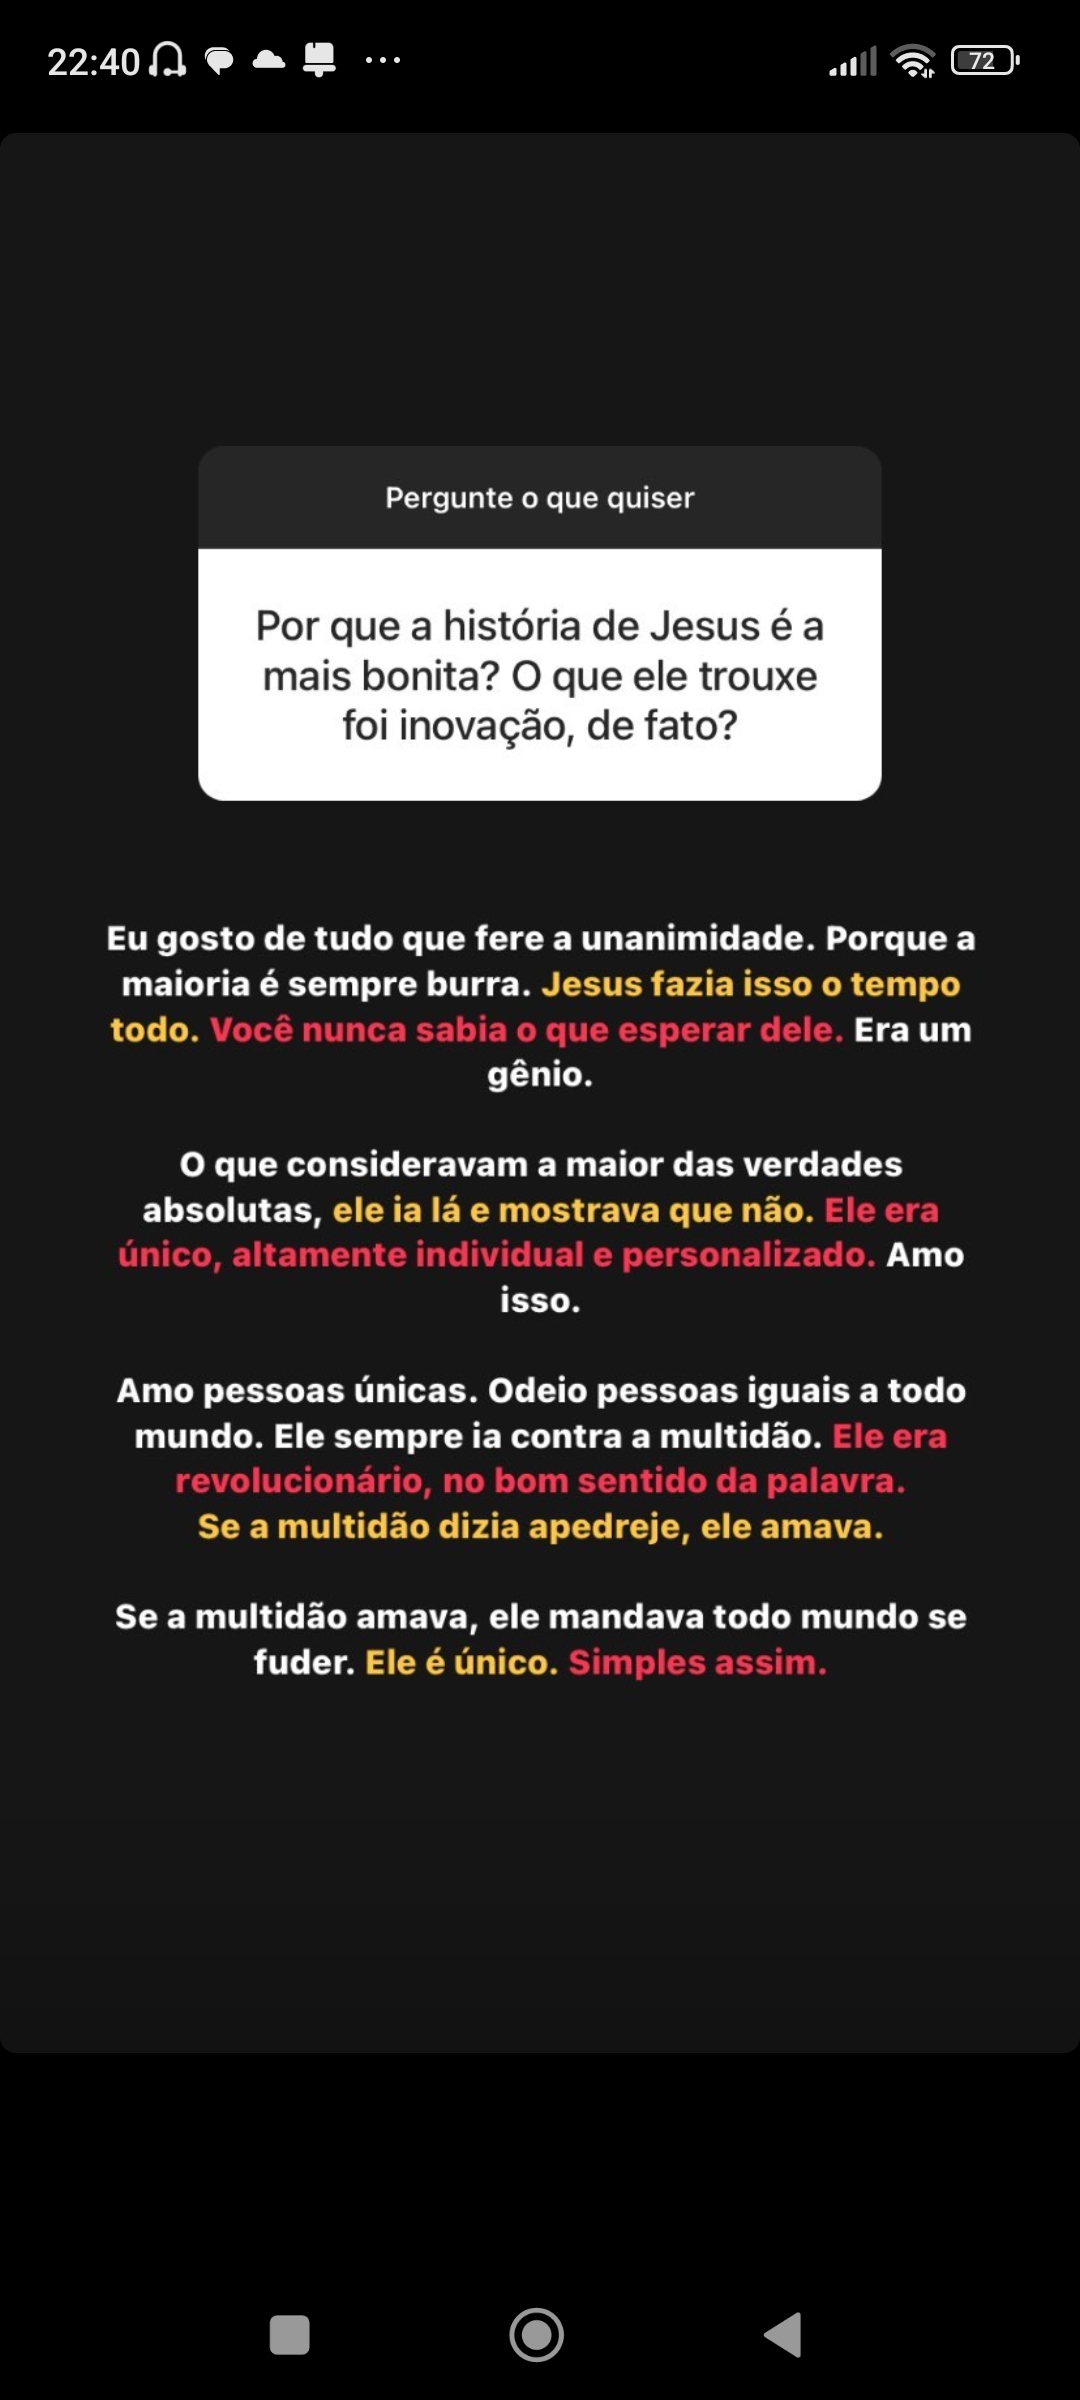 22:40
72
Pergunte o que quiser
Por que a história de Jesus é a
mais bonita? O que ele trouxe
foi inovação, de fato?
Eu gosto de tudo que fere a unanimidade. Porque a
maioria é sempre burra. Jesus fazia isso o tempo
todo. Você nunca sabia o que esperar dele. Era um
gênio.
O que consideravam a maior das verdades
absolutas, ele ia lá e mostrava que não. Ele era
único, altamente individual e personalizado. Amo
isso.
Amo pessoas únicas. Odeio pessoas iguais a todo
mundo. Ele sempre ia contra a multidão. Ele era
revolucionário, no bom sentido da palavra.
Se a multidão dizia apedreje, ele amava.
Se a multidão amava, ele mandava todo mundo se
fuder. Ele é único. Simples assim.